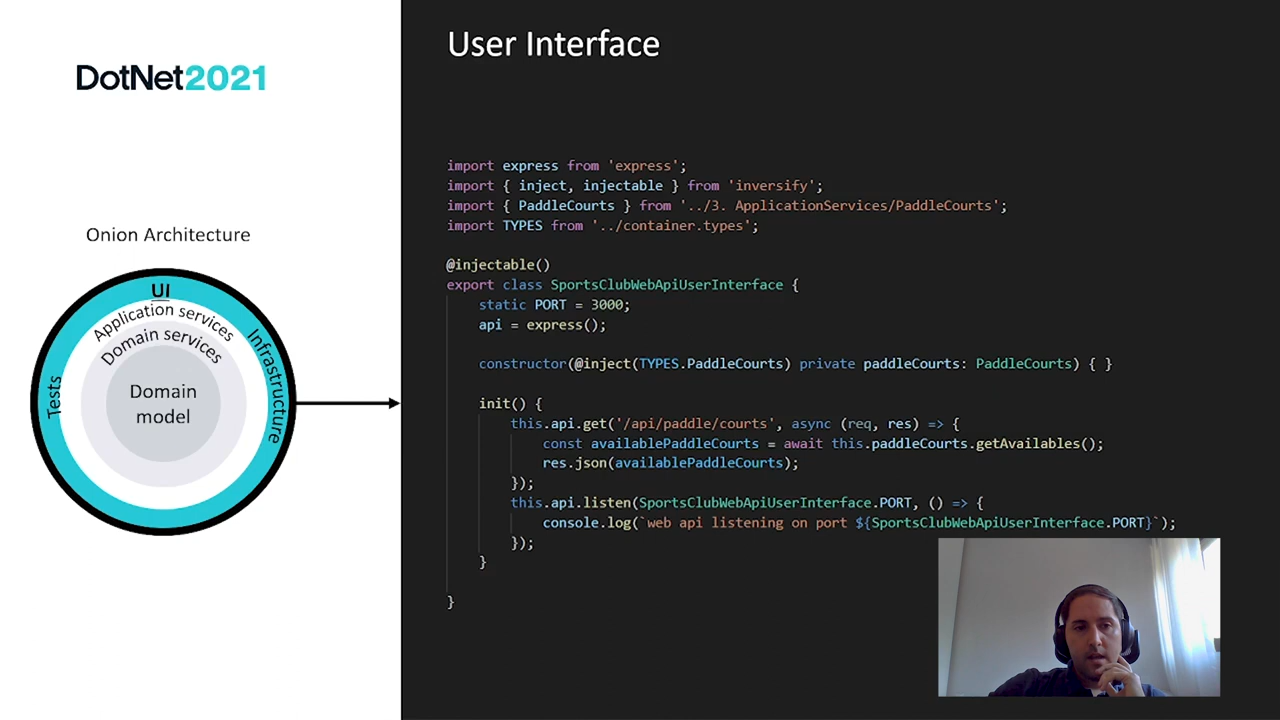 DotNet2021
Onion Architecture
UI
Application services
Domain services
Domain
model
Tests
Infrastructure
User Interface
import express from 'express';
import { inject, injectable } from 'inversify';
import { PaddleCourts } from '../3. ApplicationServices/PaddleCourts';
import TYPES from '../container.types';
@injectable()
export class SportsClubWebApiUserInterface {
static PORT = 3000;
api = express();
constructor(@inject(TYPES.PaddleCourts) private paddleCourts: PaddleCourts) { }
init() {
this.api.get('/api/paddle/courts', async (req, res) => {
const availablePaddleCourts = await this.paddleCourts.getAvailables();
res.json(availablePaddleCourts);
});
this.api.listen(SportsClubWebApiUserInterface.PORT, () => {
console.log(`web api listening on port ${SportsClubWebApiUserInterface.PORT}`);
});
}
}